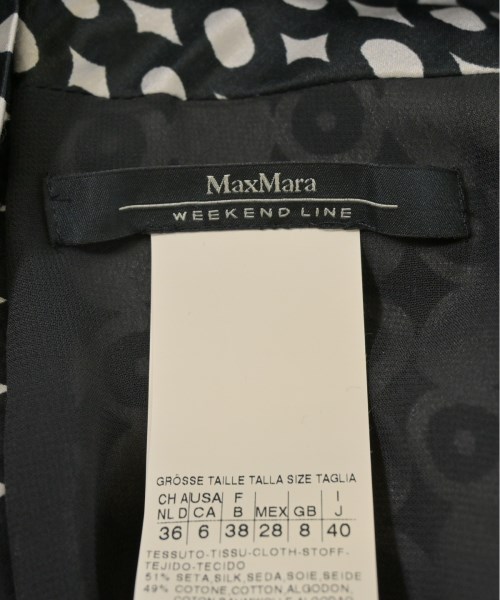 MaxMara
WEEKEND LINE
GRÖSSE TAILLE TALLA SIZE TAGLIA
CH A USA F I
NL D CA B MEX GB J
36 6 38 28 8 40
TESSUTO-TISSU-CLOTH-STOFF-
TEJIDO-TECIDO
51% SETA,SILK,SEDA,SOIE,SEIDE
49% COTONE,COTTON,ALGODON,